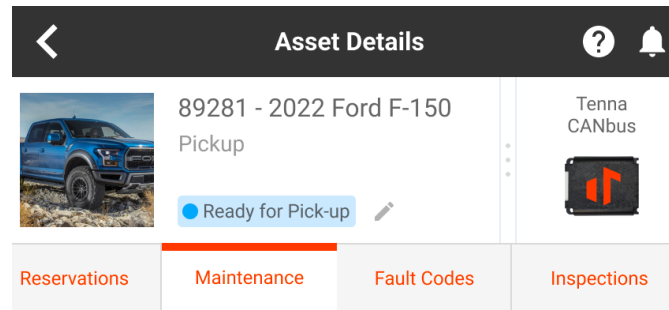 Asset Details
?
89281 - 2022 Ford F-150
Pickup
Ready for Pick-up
Tenna
CANbus
Reservations
Maintenance
Fault Codes
Inspections